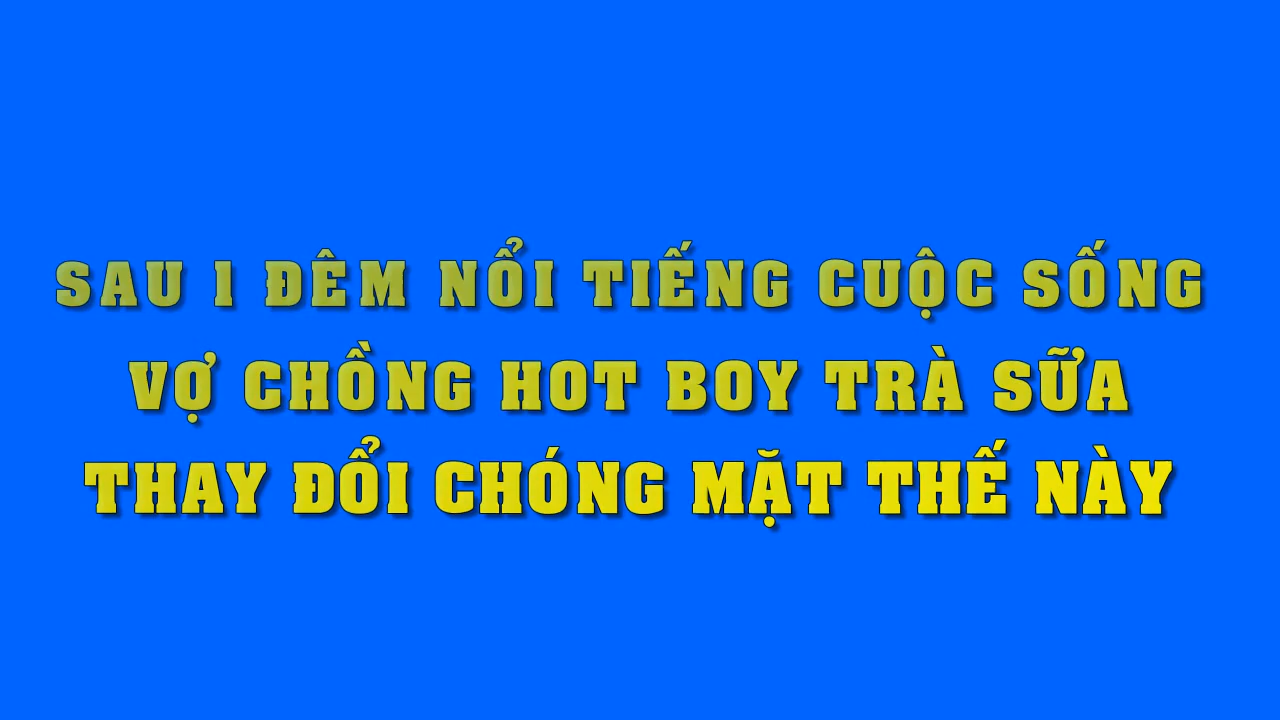 SAU 1 ĐÊM NỔI TIẾNG CUỘC SỐNG
VỢ CHỒNG HOT BOY TRÀ SỮA
THAY ĐỔI CHÓNG MẶT THẾ NÀY